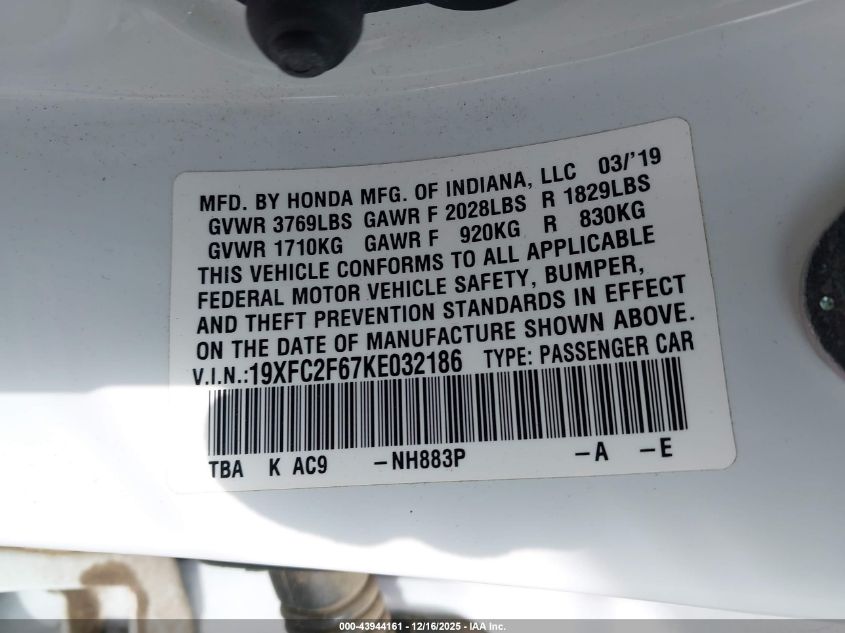 MFD. BY HONDA MFG. OF INDIANA, LLC 03/'19
GVWR 3769LBS GAWR F 2028LBS R 1829LBS
GVWR 1710KG GAWR F 920KG R 830KG
THIS VEHICLE CONFORMS TO ALL APPLICABLE
FEDERAL MOTOR VEHICLE SAFETY, BUMPER,
AND THEFT PREVENTION STANDARDS IN EFFECT
ON THE DATE OF MANUFACTURE SHOWN ABOVE.
V.I.N.:19XFC2F67KE032186 TYPE: PASSENGER CAR
TBA K AC9 -NH883P -A -E
000-43944161 - 12/16/2025 - IAA Inc.